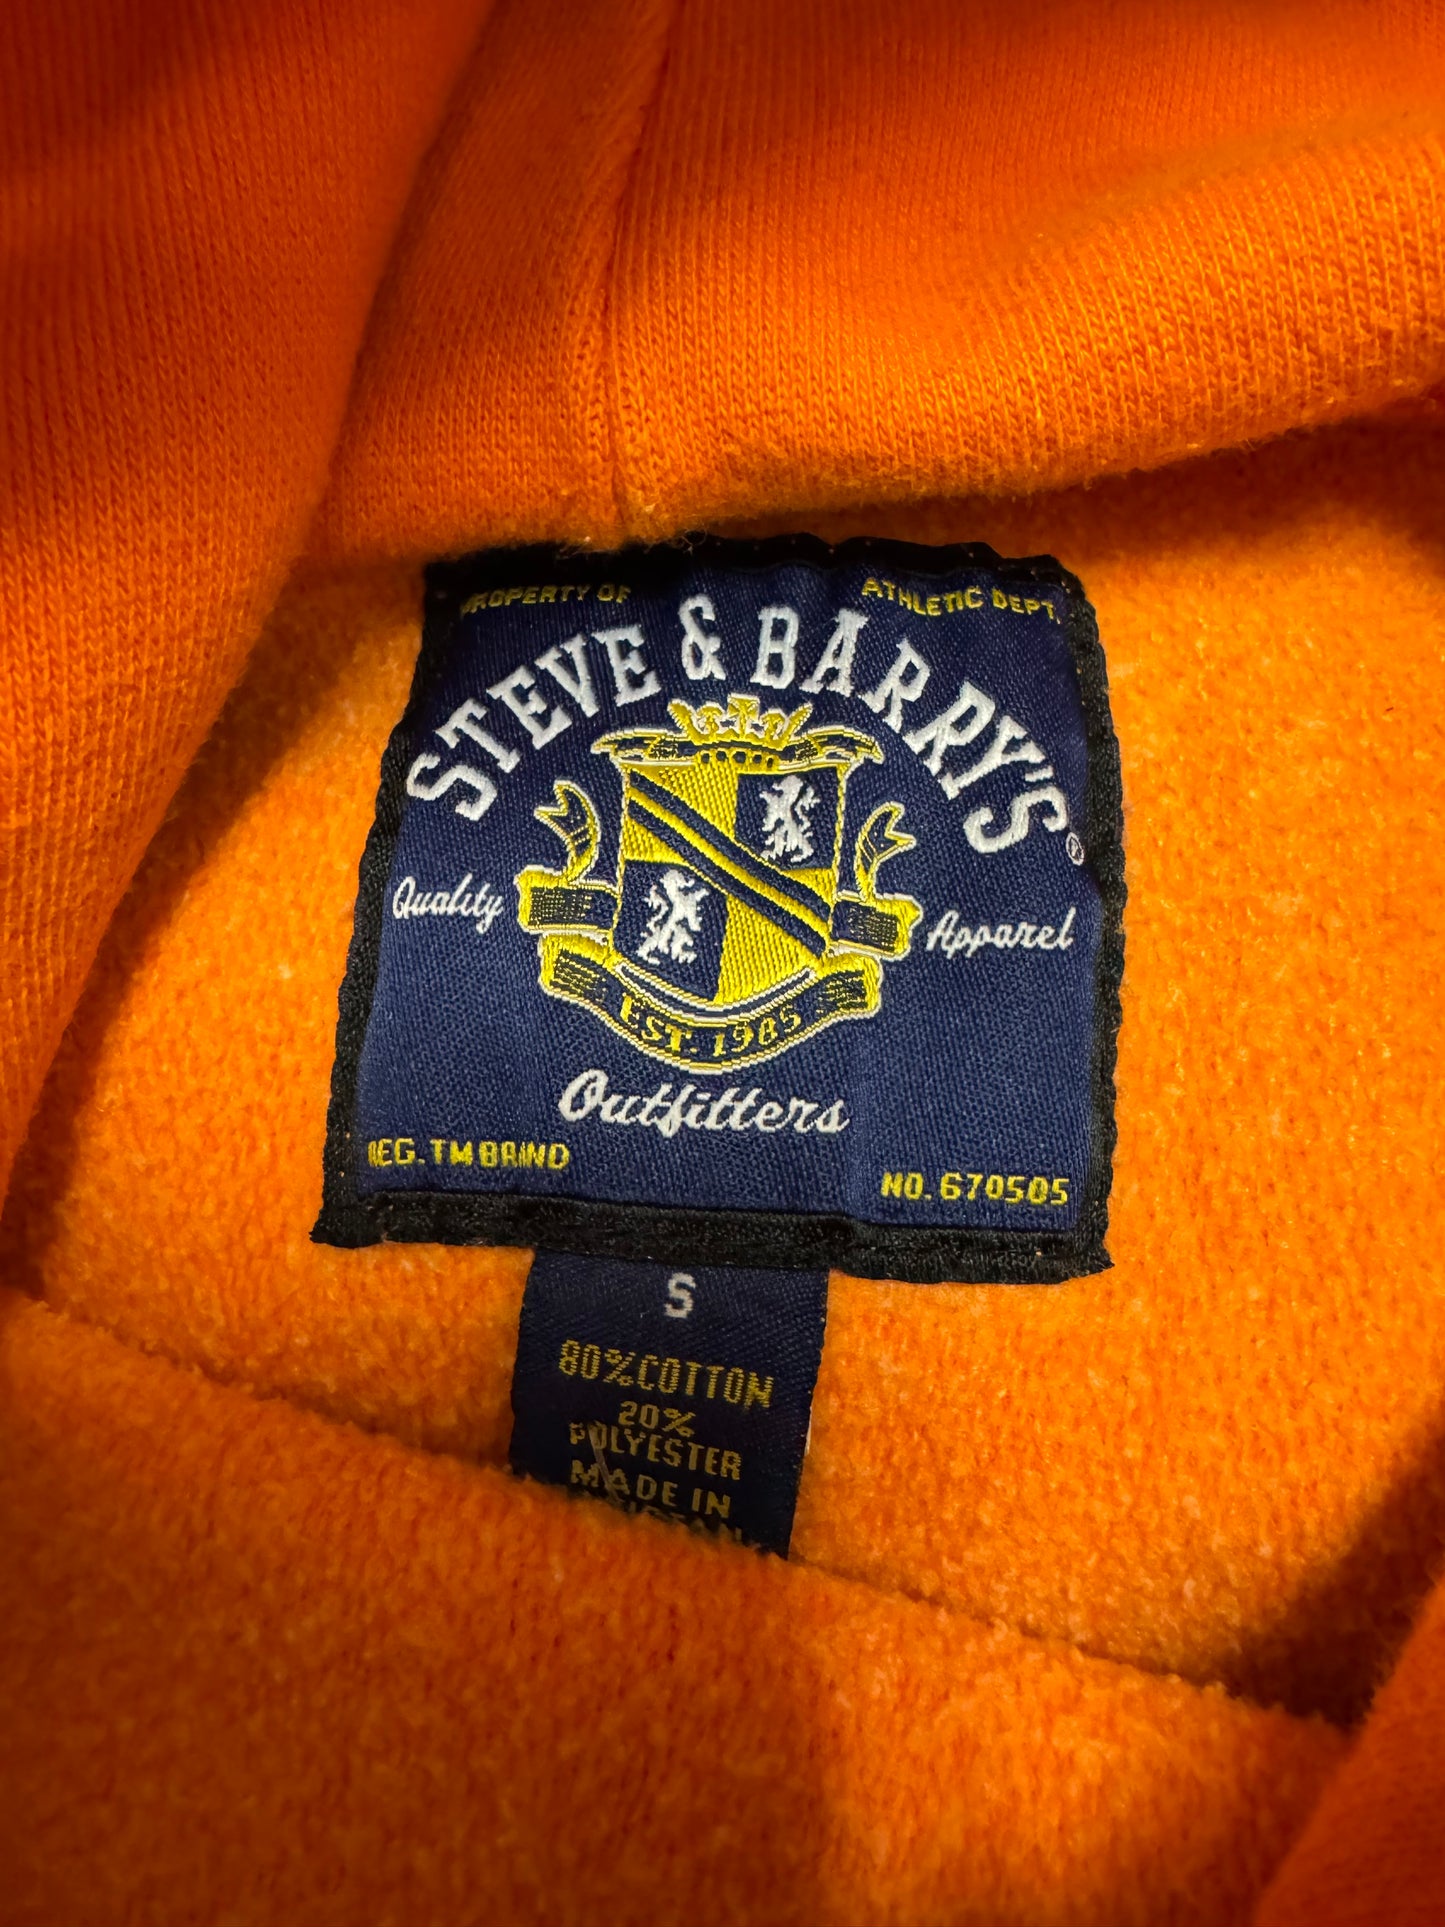 PROPERTY OF ATHLETIC DEPT.
STEVE & BARRY'S®
Quality Apparel
EST. 1985
Outfitters
REG. TM BRAND NO. 670505
S
80% COTTON
20%
POLYESTER
MADE IN